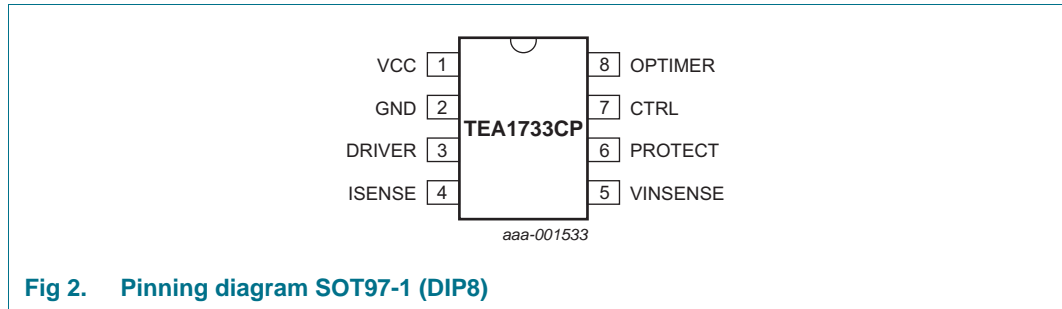 VCC 1
GND 2
DRIVER 3
ISENSE 4
TEA1733CP
8 OPTIMER
7 CTRL
6 PROTECT
5 VINSENSE
aaa-001533
Fig 2. Pinning diagram SOT97-1 (DIP8)